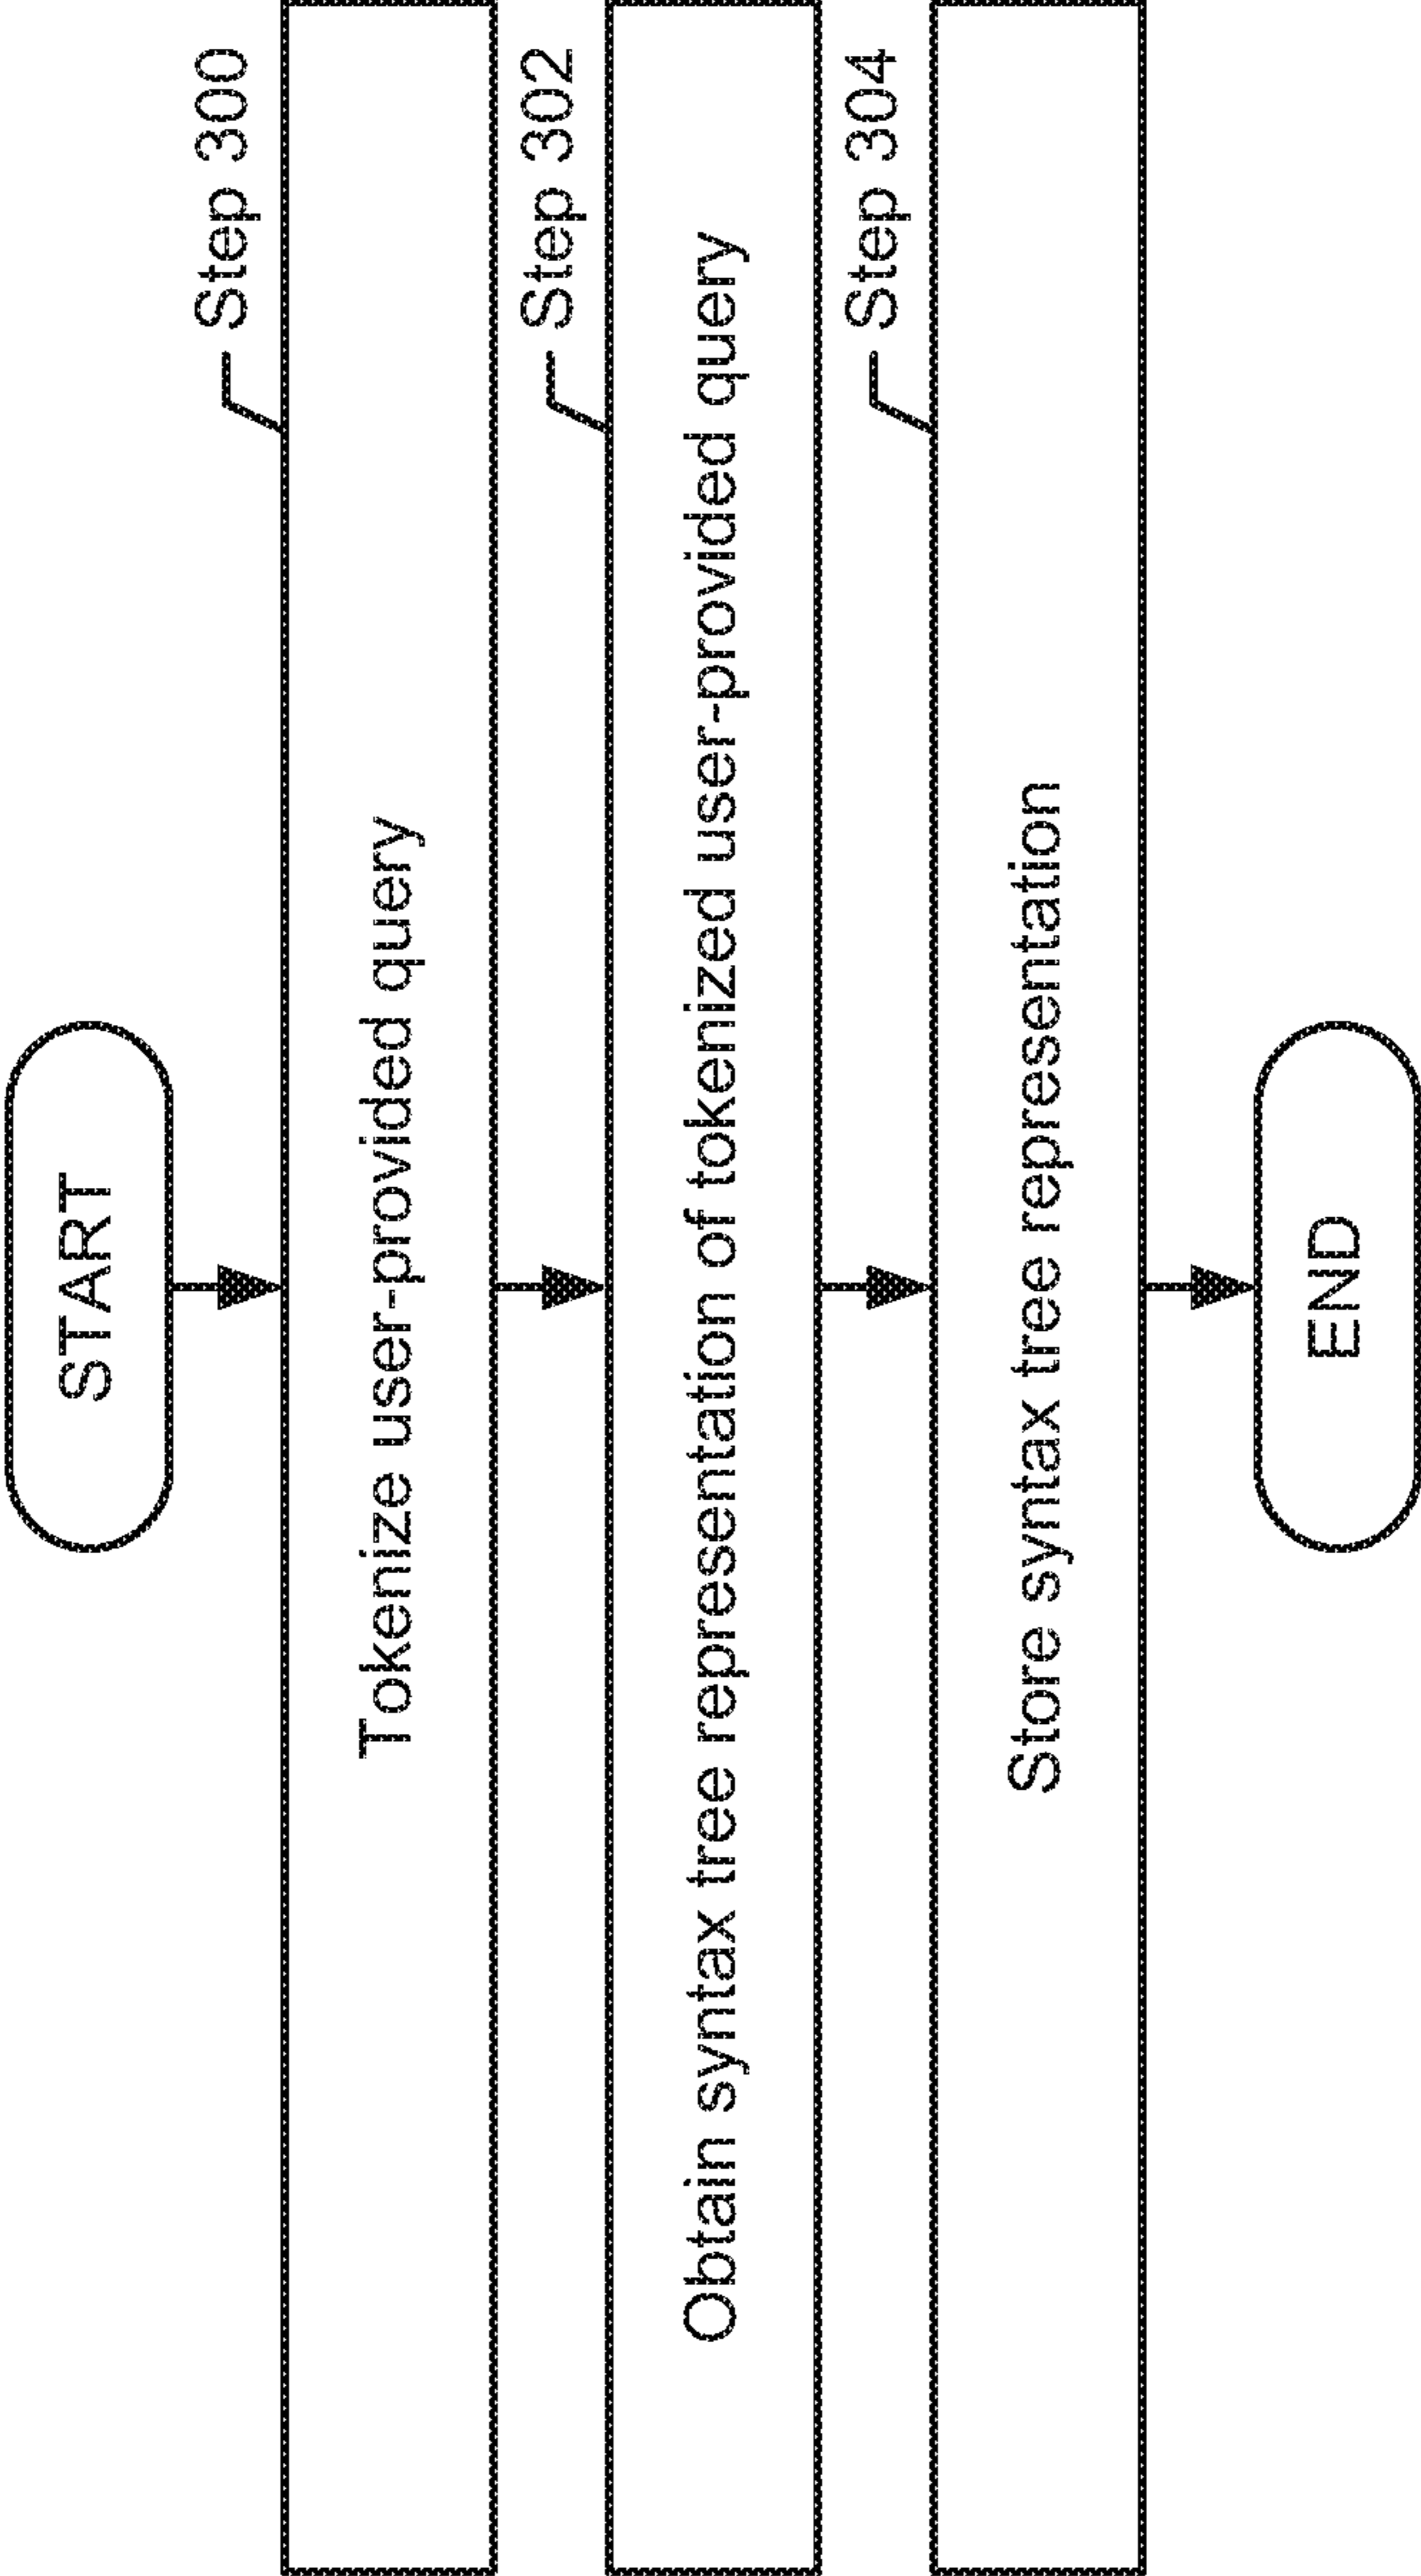 START
Step 300
Tokenize user-provided query
Step 302
Obtain syntax tree representation of tokenized user-provided query
Step 304
Store syntax tree representation
END